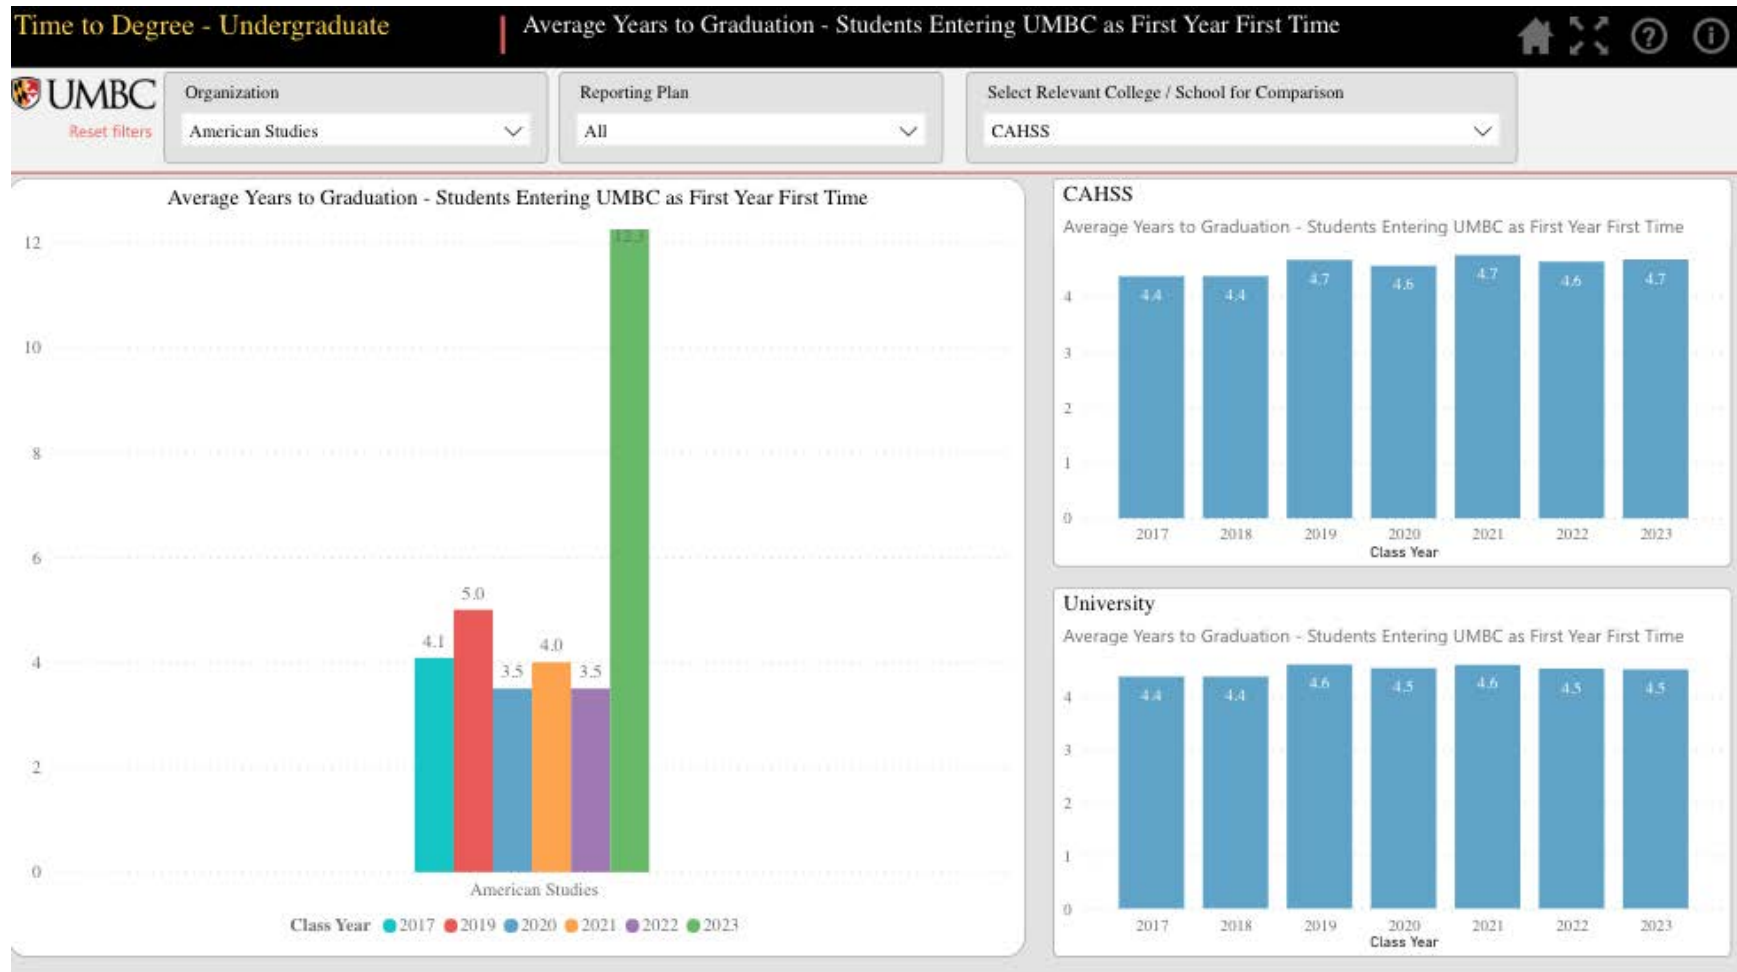 Time to Degree - Undergraduate
Average Years to Graduation - Students Entering UMBC as First Year First Time
UMBC
Reset filters
Organization
American Studies
Reporting Plan
All
Select Relevant College / School for Comparison
CAHSS
Average Years to Graduation - Students Entering UMBC as First Year First Time
12
10
8
6
4
2
0
4.1
5.0
3.5
4.0
3.5
12.3
American Studies
Class Year 2017 2019 2020 2021 2022 2023
CAHSS
Average Years to Graduation - Students Entering UMBC as First Year First Time
4
3
2
1
0
4.4 4.4 4.7 4.6 4.7 4.6 4.7
2017 2018 2019 2020 2021 2022 2023
Class Year
University
Average Years to Graduation - Students Entering UMBC as First Year First Time
4
3
2
1
0
4.4 4.4 4.6 4.5 4.6 4.5 4.5
2017 2018 2019 2020 2021 2022 2023
Class Year